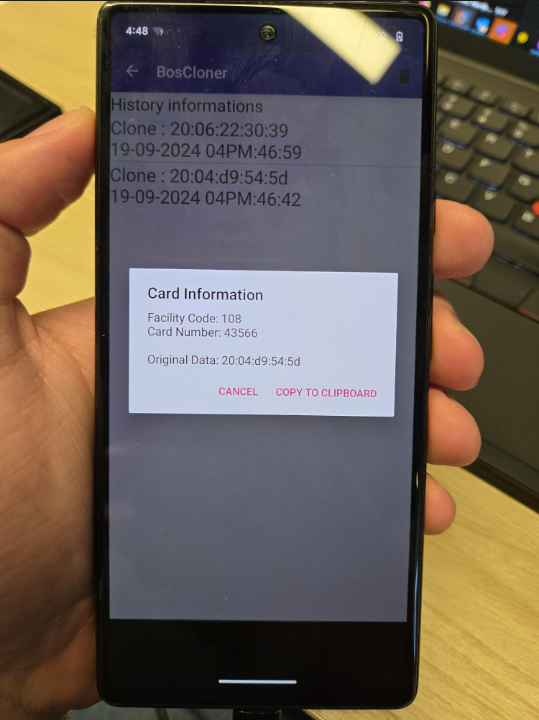 4:48
BosCloner
History informations
Clone : 20:06:22:30:39
19-09-2024 04PM:46:59
Clone : 20:04:d9:54:5d
19-09-2024 04PM:46:42
Card Information
Facility Code: 108
Card Number: 43566
Original Data: 20:04:d9:54:5d
CANCEL COPY TO CLIPBOARD